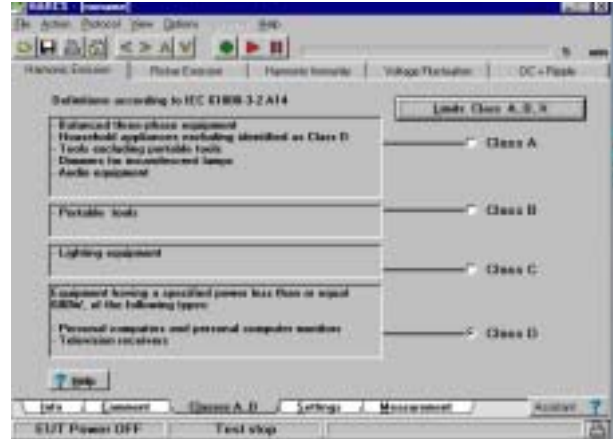 HARCS - [noname]
File Action Protocol View Options Help
5 min
Harmonic Emission Flicker Emission Harmonic Immunity Voltage Fluctuation DC + Ripple
Definitions according to IEC 61000-3-2 A14
Limits Class A, B, X
- Balanced three-phase equipment
- Household appliances excluding identified as Class D
- Tools excluding portable tools
- Dimmers for incandescent lamps
- Audio equipment
Class A
- Portable tools
Class B
- Lighting equipment
Class C
Equipment having a specified power less than or equal
600W, of the following types:
- Personal computers and personal computer monitors
- Television receivers
Class D
? Help
Info Comment Classes A..D Settings Measurement Assistant ?
EUT Power OFF Test stop